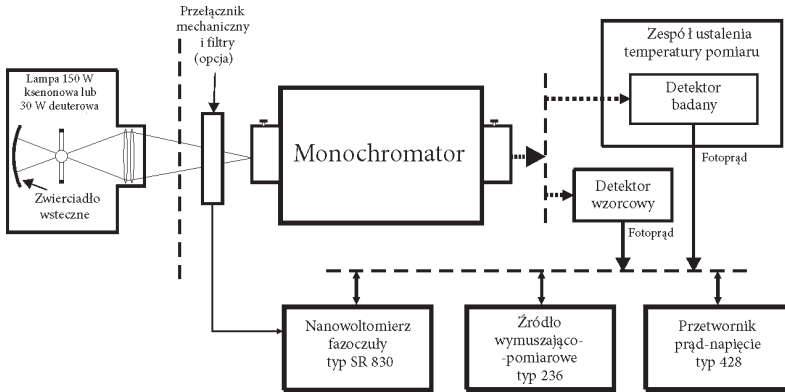 Przełącznik
mechaniczny
i filtry
(opcja)
Lampa 150 W
ksenonowa lub
30 W deuterowa
Zwierciadło
wsteczne
Monochromator
Zespół ustalenia
temperatury pomiaru
Detektor
badany
Fotoprąd
Detektor
wzorcowy
Fotoprąd
Nanowoltomierz
fazoczuły
typ SR 830
Źródło
wymuszająco-
-pomiarowe
typ 236
Przetwornik
prąd-napięcie
typ 428